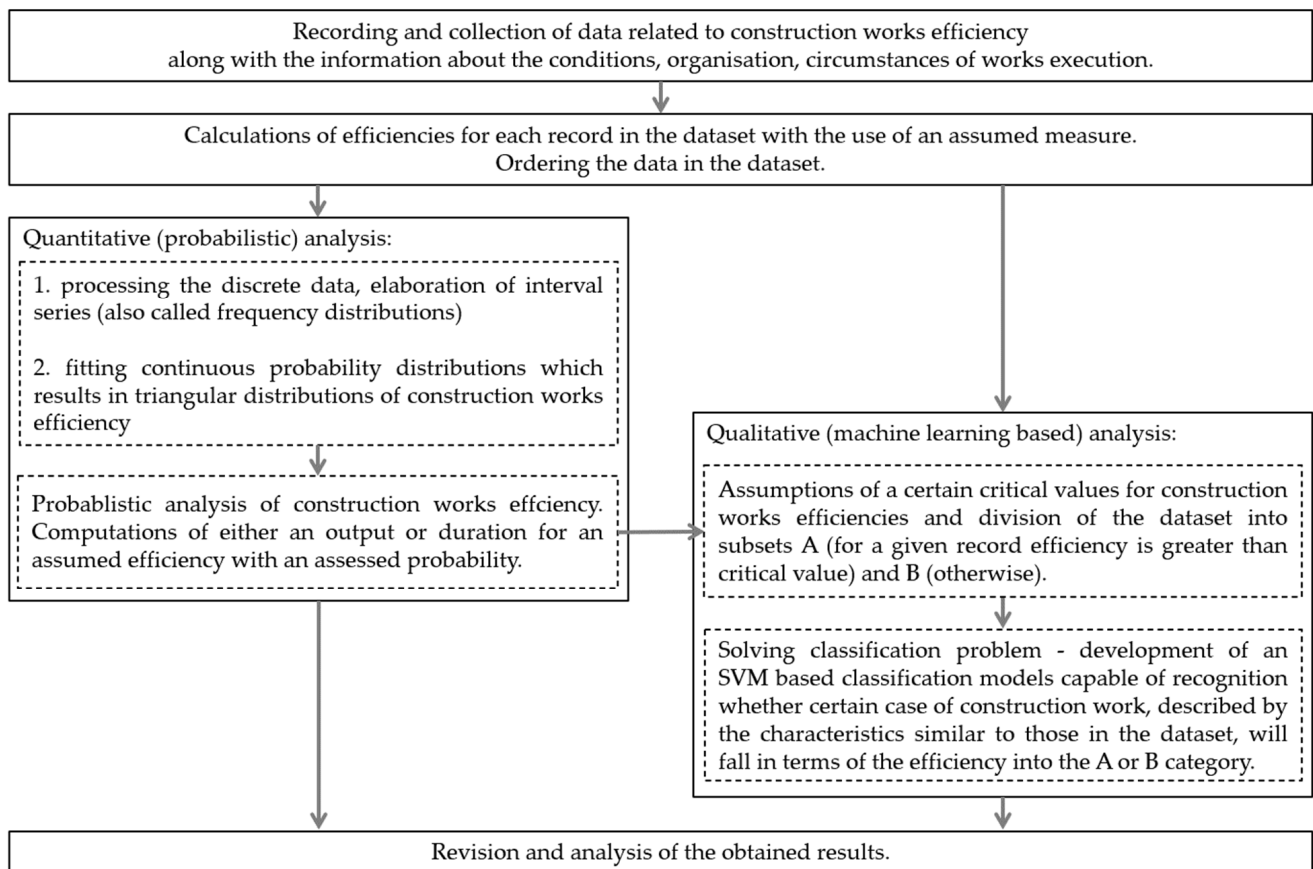 Recording and collection of data related to construction works efficiency
along with the information about the conditions, organisation, circumstances of works execution.
Calculations of efficiencies for each record in the dataset with the use of an assumed measure.
Ordering the data in the dataset.
Quantitative (probabilistic) analysis:
1. processing the discrete data, elaboration of interval
series (also called frequency distributions)
2. fitting continuous probability distributions which
results in triangular distributions of construction works
efficiency
Probablistic analysis of construction works effciency.
Computations of either an output or duration for an
assumed efficiency with an assessed probability.
Qualitative (machine learning based) analysis:
Assumptions of a certain critical values for construction
works efficiencies and division of the dataset into
subsets A (for a given record efficiency is greater than
critical value) and B (otherwise).
Solving classification problem - development of an
SVM based classification models capable of recognition
whether certain case of construction work, described by
the characteristics similar to those in the dataset, will
fall in terms of the efficiency into the A or B category.
Revision and analysis of the obtained results.